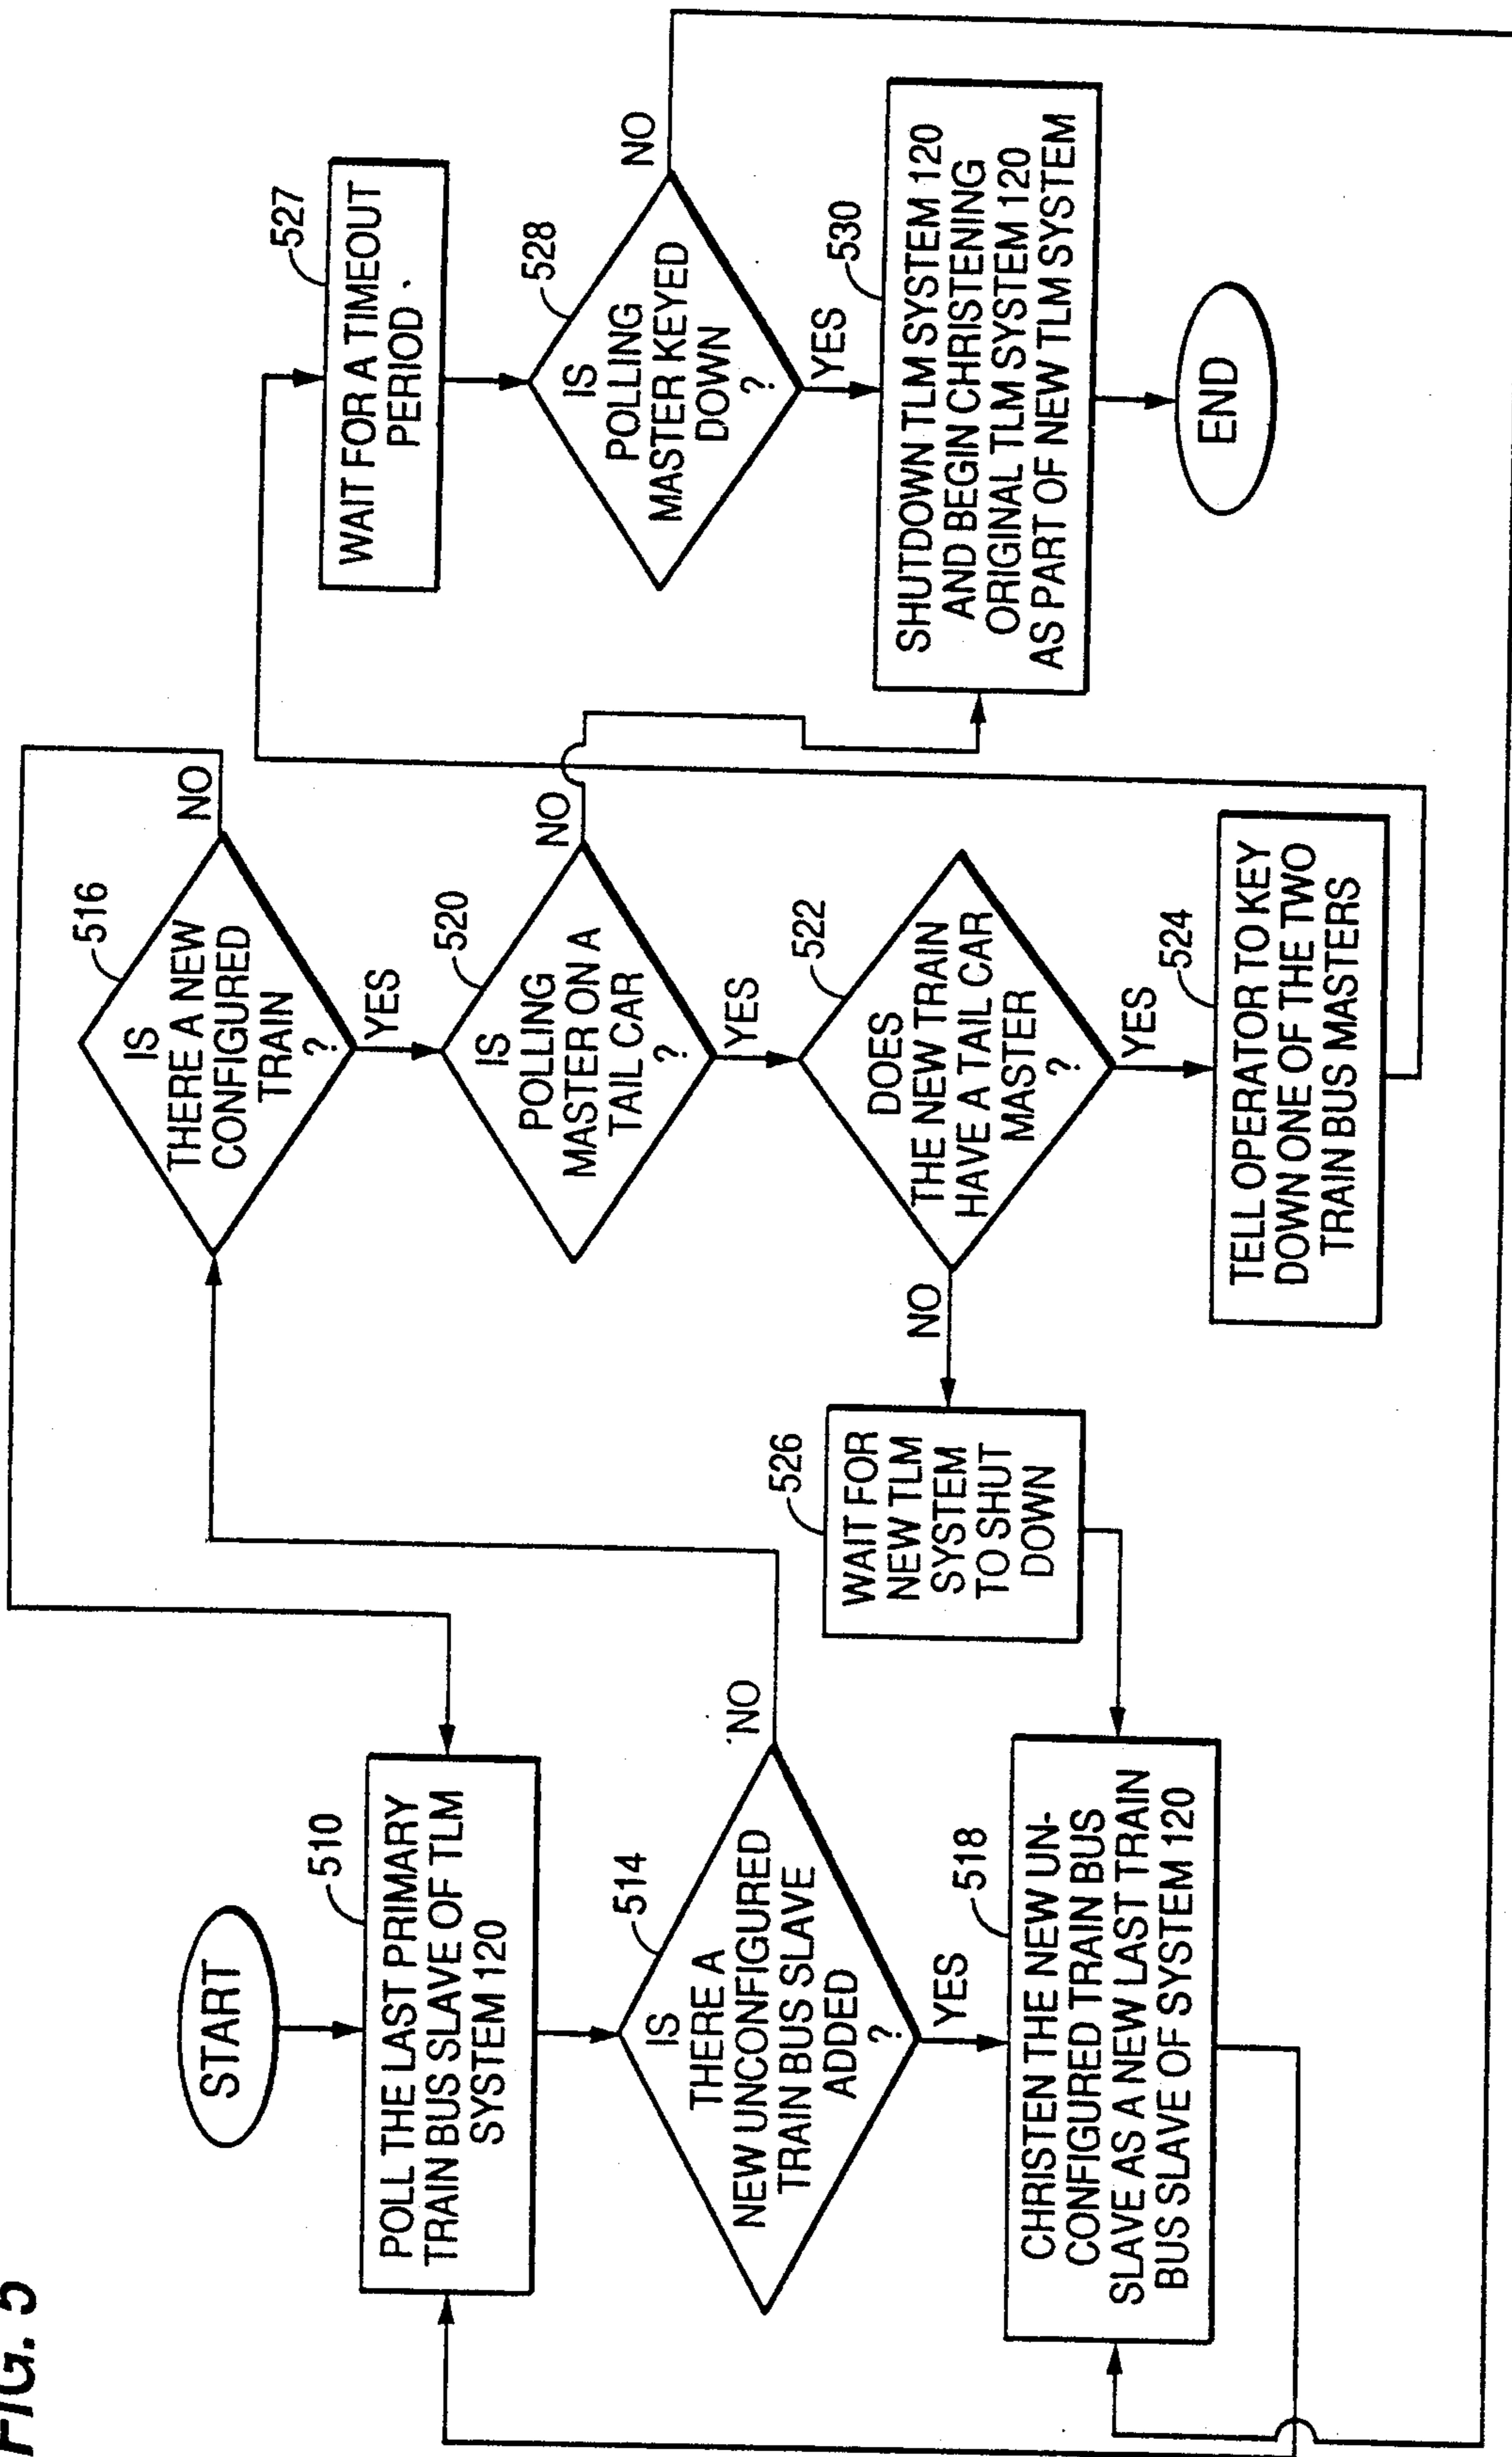 FIG. 5
START
510
POLL THE LAST PRIMARY
TRAIN BUS SLAVE OF TLM
SYSTEM 120
514
IS
THERE A
NEW UNCONFIGURED
TRAIN BUS SLAVE
ADDED
?
NO
YES
518
CHRISTEN THE NEW UN-
CONFIGURED TRAIN BUS
SLAVE AS A NEW LAST TRAIN
BUS SLAVE OF SYSTEM 120
516
IS
THERE A NEW
CONFIGURED
TRAIN
?
NO
YES
520
IS
POLLING
MASTER ON A
TAIL CAR
?
NO
YES
522
DOES
THE NEW TRAIN
HAVE A TAIL CAR
MASTER
?
NO
YES
526
WAIT FOR
NEW TLM
SYSTEM
TO SHUT
DOWN
524
TELL OPERATOR TO KEY
DOWN ONE OF THE TWO
TRAIN BUS MASTERS
527
WAIT FOR A TIMEOUT
PERIOD
528
IS
POLLING
MASTER KEYED
DOWN
?
NO
YES
530
SHUTDOWN TLM SYSTEM 120
AND BEGIN CHRISTENING
ORIGINAL TLM SYSTEM 120
AS PART OF NEW TLM SYSTEM
END